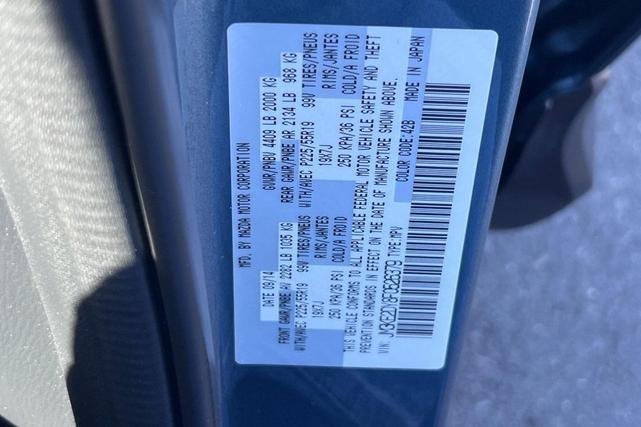 MFD. BY MAZDA MOTOR CORPORATION
DATE 09/14 GVWR/PNBV 4409 LB 2000 KG
FRONT GAWR/PNBE AV 2282 LB 1035 KG REAR GAWR/PNBE AR 2134 LB 968 KG
WITH/AVEC P225/55R19 99V TIRES/PNEUS WITH/AVEC P225/55R19 99V TIRES/PNEUS
19X7J RIMS/JANTES 19X7J RIMS/JANTES
250 KPA/36 PSI COLD/A FROID 250 KPA/36 PSI COLD/A FROID
THIS VEHICLE CONFORMS TO ALL APPLICABLE FEDERAL MOTOR VEHICLE SAFETY AND THEFT
PREVENTION STANDARDS IN EFFECT ON THE DATE OF MANUFACTURE SHOWN ABOVE.
VIN: TYPE:MPV COLOR CODE:42B MADE IN JAPAN